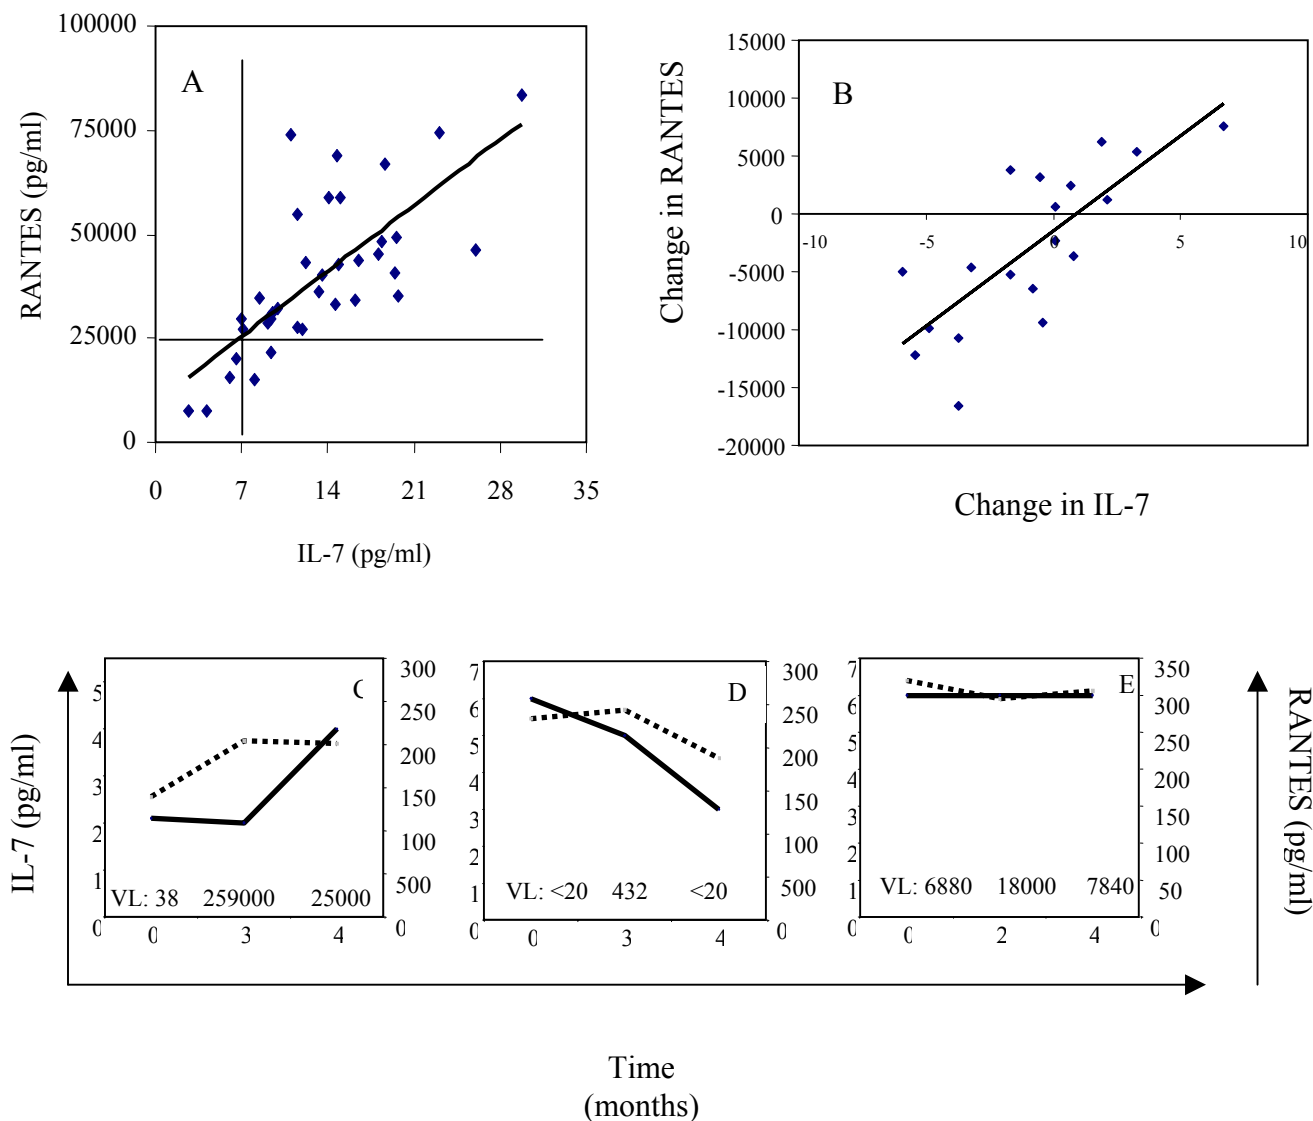 A
RANTES (pg/ml)
100000
75000
50000
25000
0
0 7 14 21 28 35
IL-7 (pg/ml)
B
Change in RANTES
15000
10000
5000
0
-5000
-10000
-15000
-20000
-10 -5 0 5 10
Change in IL-7
IL-7 (pg/ml)
C
5
4
3
2
1
0
300
250
200
150
100
500
0
VL: 38 259000 25000
0 3 4
D
7
6
5
4
3
2
1
0
300
250
200
150
100
500
0
VL: <20 432 <20
0 3 4
E
7
6
5
4
3
2
1
0
350
300
250
200
150
100
50
0
VL: 6880 18000 7840
0 2 4
RANTES (pg/ml)
Time
(months)